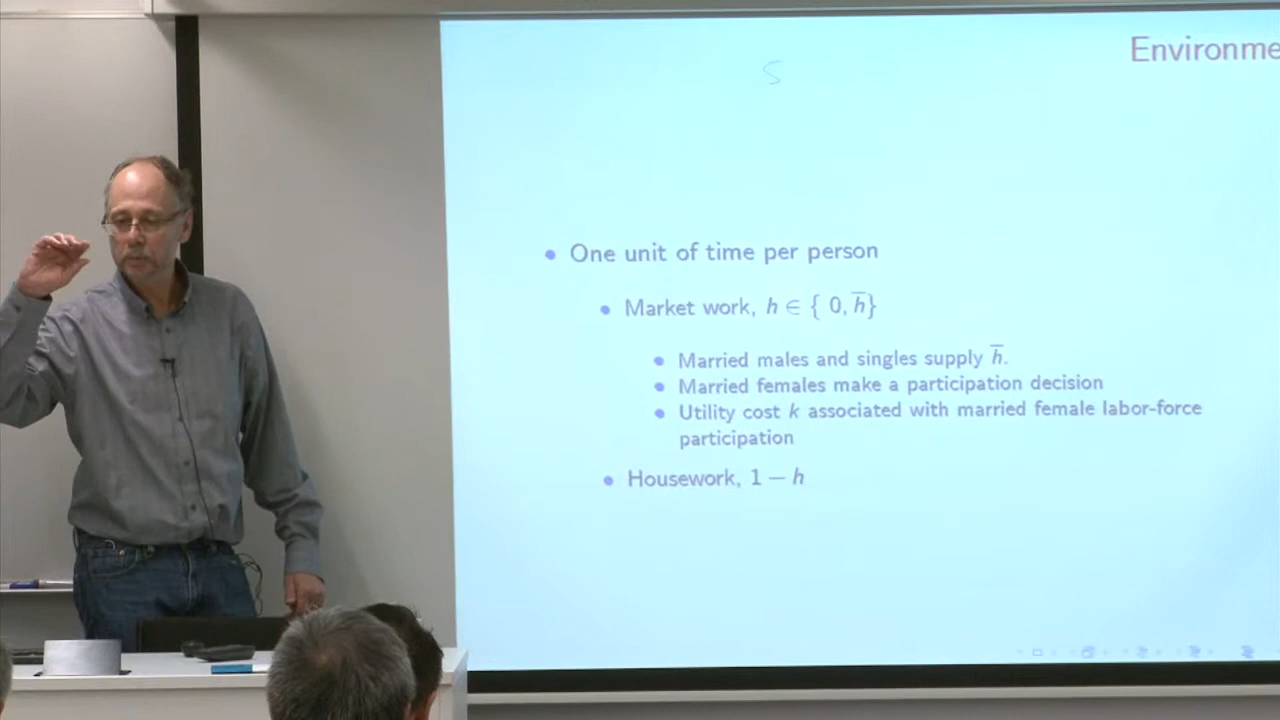 Environme
S
• One unit of time per person
• Market work, h ∈ { 0, h̅}
• Married males and singles supply h̅.
• Married females make a participation decision
• Utility cost k associated with married female labor-force
participation
• Housework, 1 − h